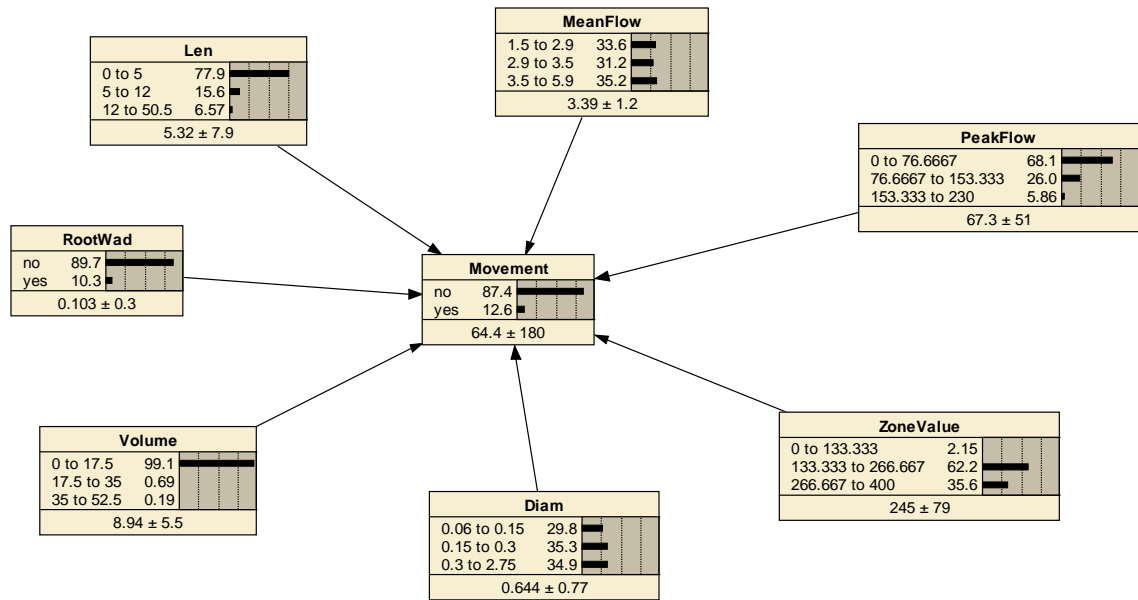 MeanFlow
1.5 to 2.9 33.6
2.9 to 3.5 31.2
3.5 to 5.9 35.2
3.39 ± 1.2
Len
0 to 5 77.9
5 to 12 15.6
12 to 50.5 6.57
5.32 ± 7.9
PeakFlow
0 to 76.6667 68.1
76.6667 to 153.333 26.0
153.333 to 230 5.86
67.3 ± 51
RootWad
no 89.7
yes 10.3
0.103 ± 0.3
Movement
no 87.4
yes 12.6
64.4 ± 180
Volume
0 to 17.5 99.1
17.5 to 35 0.69
35 to 52.5 0.19
8.94 ± 5.5
ZoneValue
0 to 133.333 2.15
133.333 to 266.667 62.2
266.667 to 400 35.6
245 ± 79
Diam
0.06 to 0.15 29.8
0.15 to 0.3 35.3
0.3 to 2.75 34.9
0.644 ± 0.77